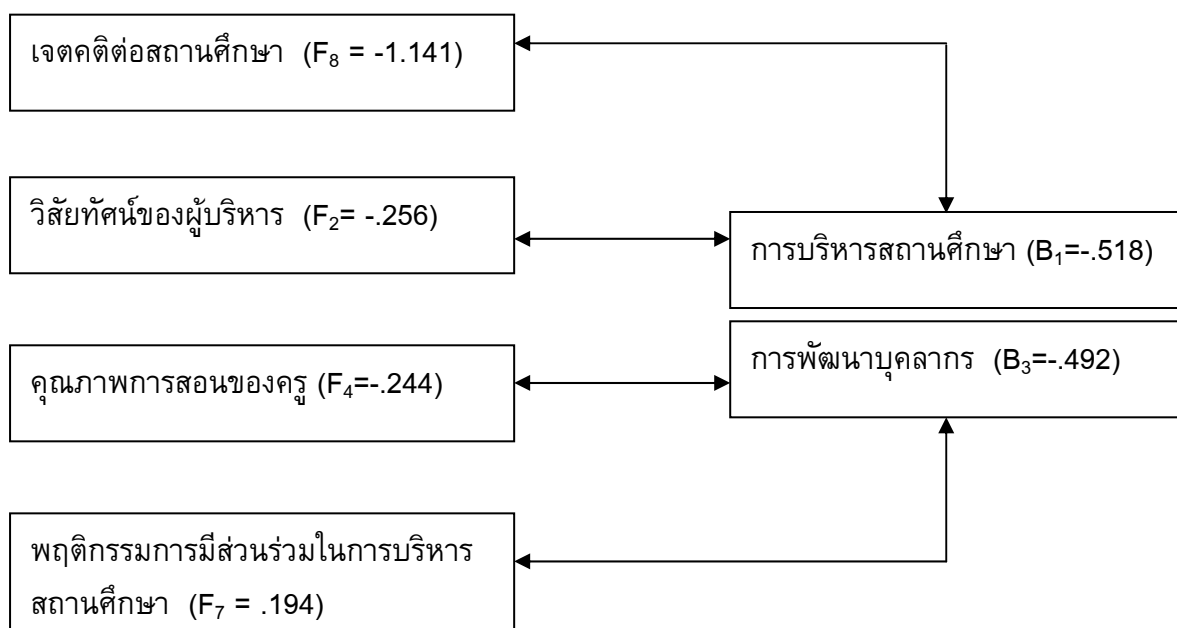 เจตคติต่อสถานศึกษา (F₈ = -1.141)
วิสัยทัศน์ของผู้บริหาร (F₂= -.256)
การบริหารสถานศึกษา (B₁=-.518)
การพัฒนาบุคลากร (B₃=-.492)
คุณภาพการสอนของครู (F₄=-.244)
พฤติกรรมการมีส่วนร่วมในการบริหาร
สถานศึกษา (F₇ = .194)